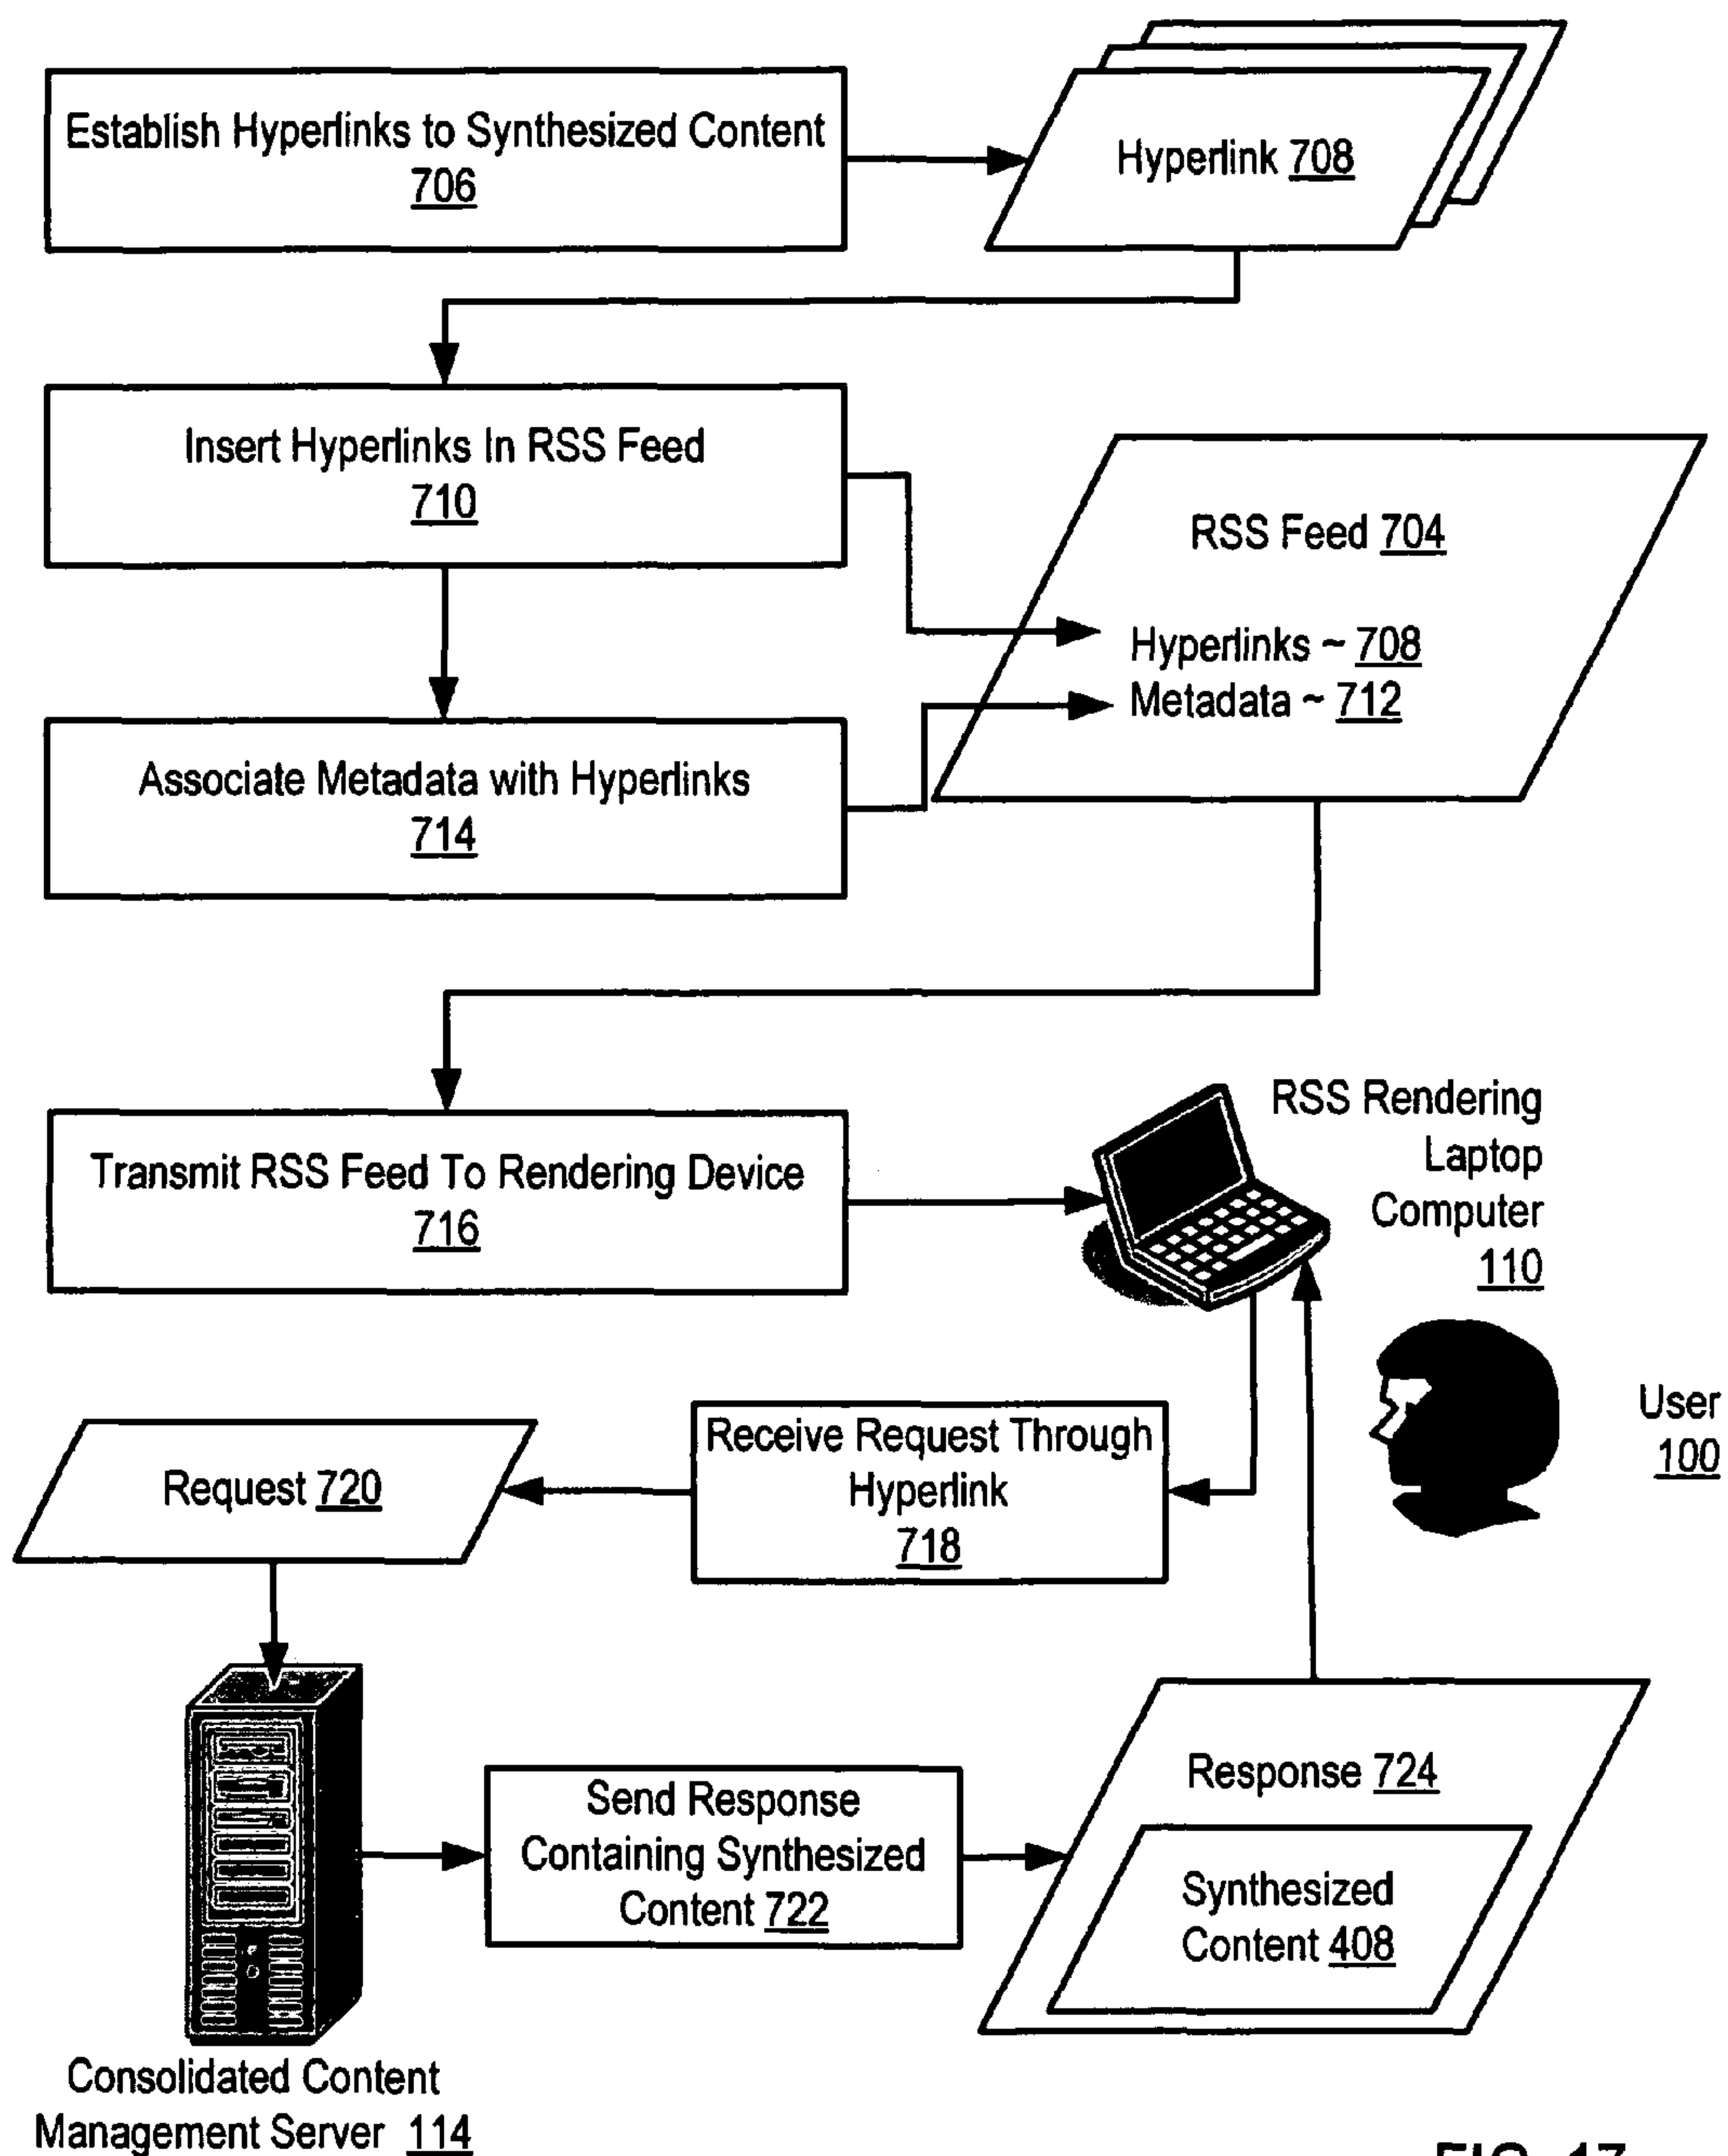 Establish Hyperlinks to Synthesized Content
706
Hyperlink 708
Insert Hyperlinks In RSS Feed
710
RSS Feed 704
Hyperlinks ~ 708
Metadata ~ 712
Associate Metadata with Hyperlinks
714
RSS Rendering
Laptop
Computer
110
Transmit RSS Feed To Rendering Device
716
User
100
Receive Request Through
Hyperlink
718
Request 720
Send Response
Containing Synthesized
Content 722
Response 724
Synthesized
Content 408
Consolidated Content
Management Server 114
FIG. 17